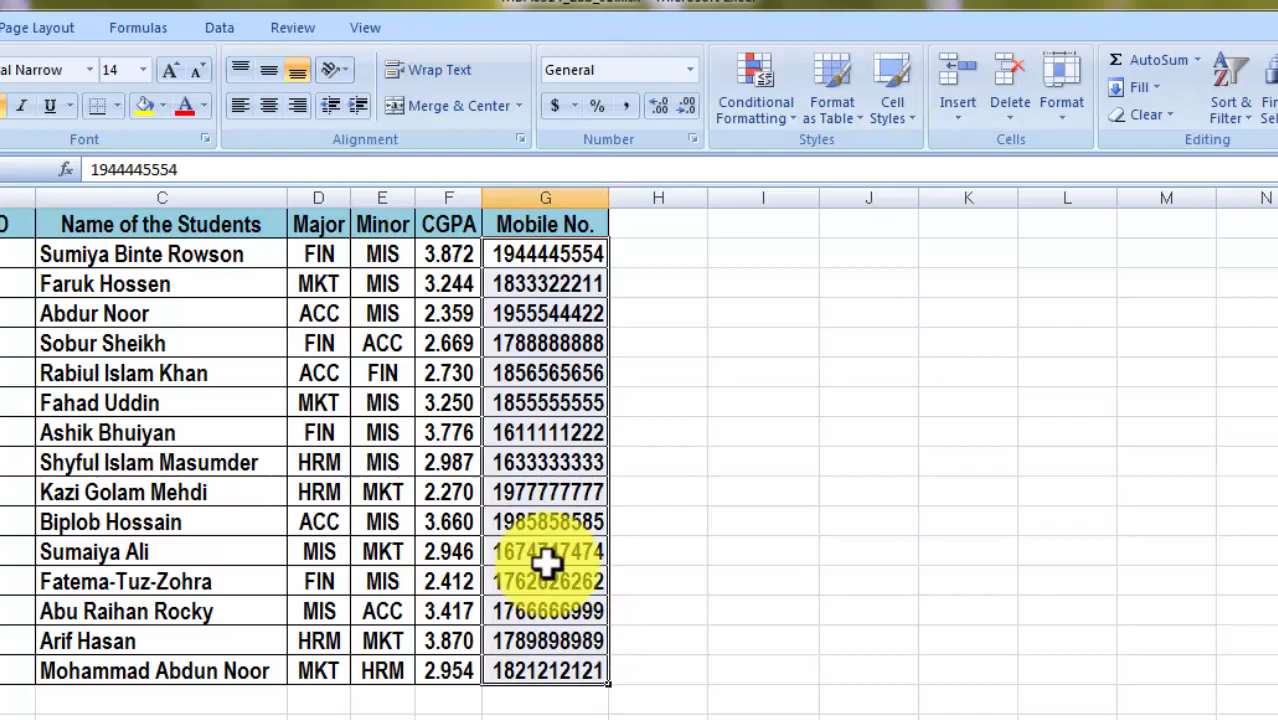 Page Layout Formulas Data Review View
al Narrow 14 A A Wrap Text General Conditional Formatting Format as Table Cell Styles Insert Delete Format Σ AutoSum Fill Clear Sort & Filter
I U A Merge & Center $ % , .0 .00 .00 .0
Font Alignment Number Styles Cells Editing
fx 1944445554
C D E F G H I J K L M N
D Name of the Students Major Minor CGPA Mobile No.
Sumiya Binte Rowson FIN MIS 3.872 1944445554
Faruk Hossen MKT MIS 3.244 1833322211
Abdur Noor ACC MIS 2.359 1955544422
Sobur Sheikh FIN ACC 2.669 1788888888
Rabiul Islam Khan ACC FIN 2.730 1856565656
Fahad Uddin MKT MIS 3.250 1855555555
Ashik Bhuiyan FIN MIS 3.776 1611111222
Shyful Islam Masumder HRM MIS 2.987 1633333333
Kazi Golam Mehdi HRM MKT 2.270 1977777777
Biplob Hossain ACC MIS 3.660 1985858585
Sumaiya Ali MIS MKT 2.946 1674747474
Fatema-Tuz-Zohra FIN MIS 2.412 1762626262
Abu Raihan Rocky MIS ACC 3.417 1766666999
Arif Hasan HRM MKT 3.870 1789898989
Mohammad Abdun Noor MKT HRM 2.954 1821212121